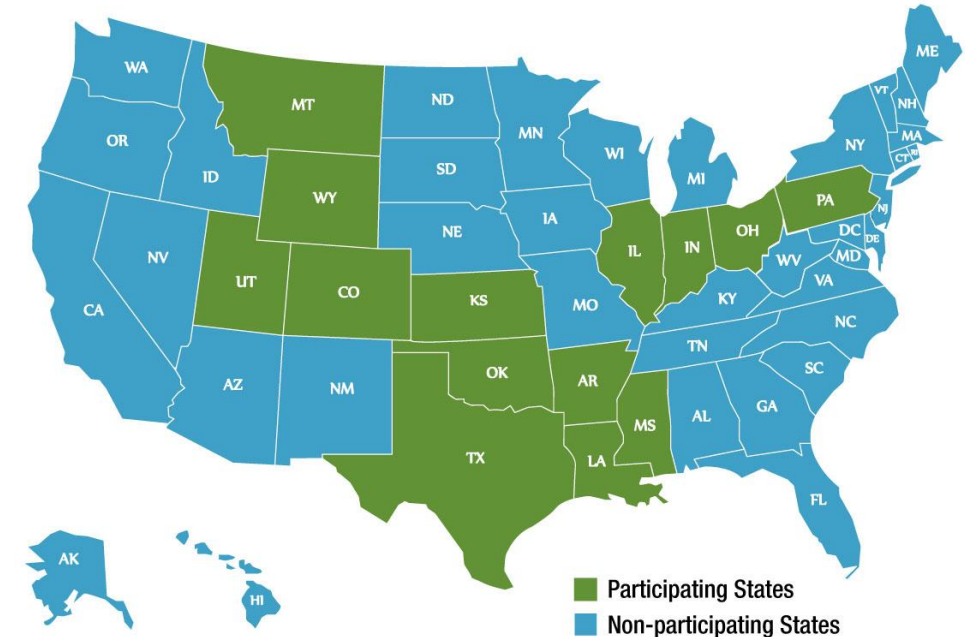 WA
MT
ND
MN
ME
VT
NH
OR
ID
SD
WI
MI
NY
MA
CT
RI
WY
NE
IA
PA
NJ
NV
UT
CO
KS
IL
IN
OH
DC
DE
MD
WV
VA
CA
MO
KY
NC
AZ
NM
OK
AR
TN
SC
TX
LA
MS
AL
GA
FL
AK
HI
Participating States
Non-participating States